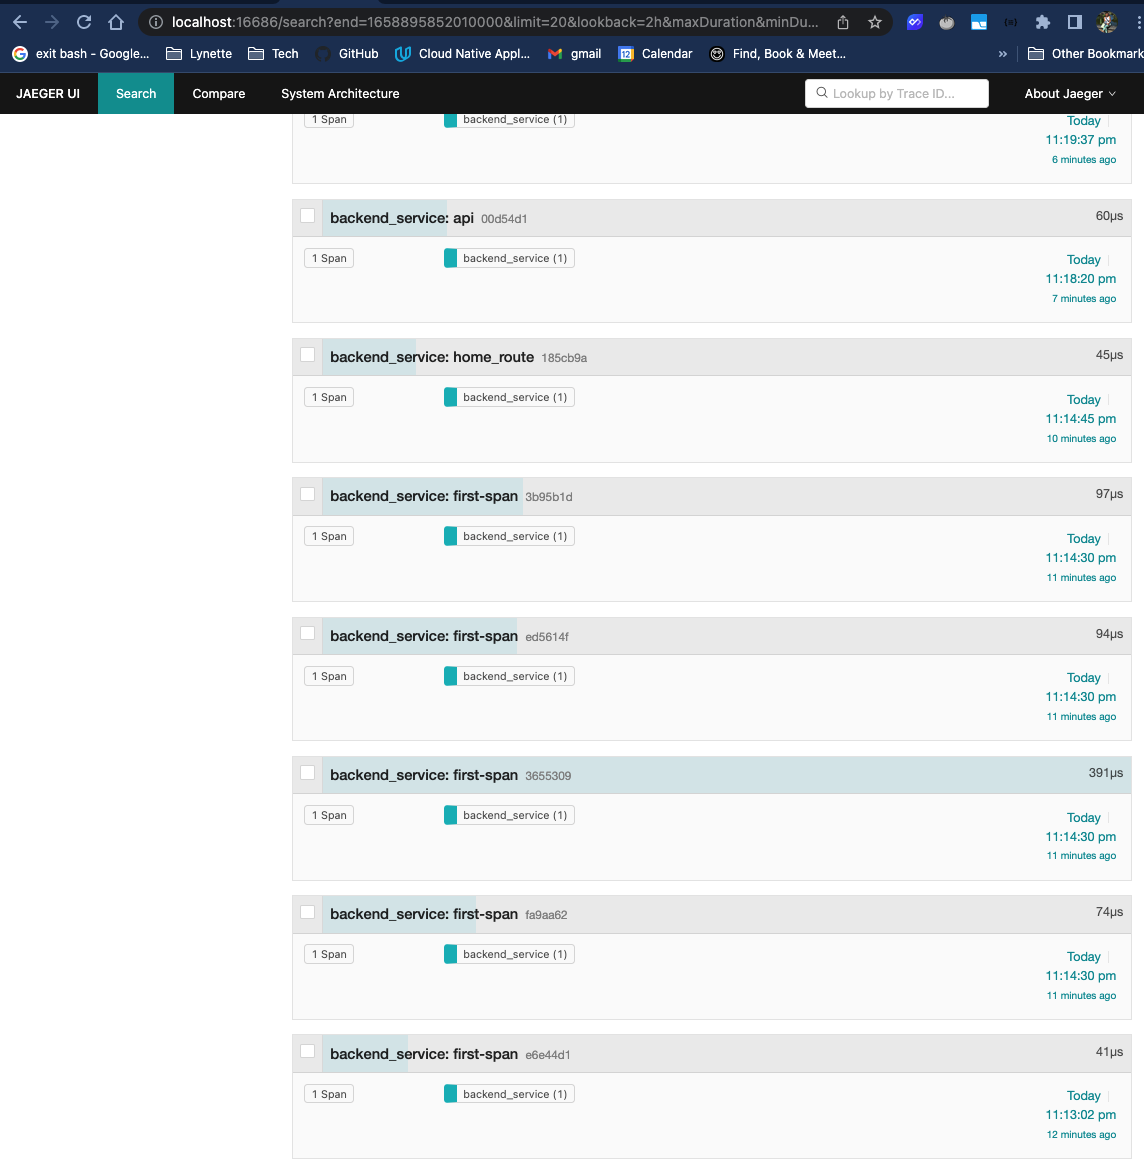 localhost:16686/search?end=1658895852010000&limit=20&lookback=2h&maxDuration&minDu...
exit bash - Google... Lynette Tech GitHub Cloud Native Appl... gmail 12 Calendar Find, Book & Meet... » Other Bookmark
JAEGER UI Search Compare System Architecture Lookup by Trace ID... About Jaeger
1 Span backend_service (1) Today
11:19:37 pm
6 minutes ago
backend_service: api 00d54d1 60µs
1 Span backend_service (1) Today
11:18:20 pm
7 minutes ago
backend_service: home_route 185cb9a 45µs
1 Span backend_service (1) Today
11:14:45 pm
10 minutes ago
backend_service: first-span 3b95b1d 97µs
1 Span backend_service (1) Today
11:14:30 pm
11 minutes ago
backend_service: first-span ed5614f 94µs
1 Span backend_service (1) Today
11:14:30 pm
11 minutes ago
backend_service: first-span 3655309 391µs
1 Span backend_service (1) Today
11:14:30 pm
11 minutes ago
backend_service: first-span fa9aa62 74µs
1 Span backend_service (1) Today
11:14:30 pm
11 minutes ago
backend_service: first-span e6e44d1 41µs
1 Span backend_service (1) Today
11:13:02 pm
12 minutes ago